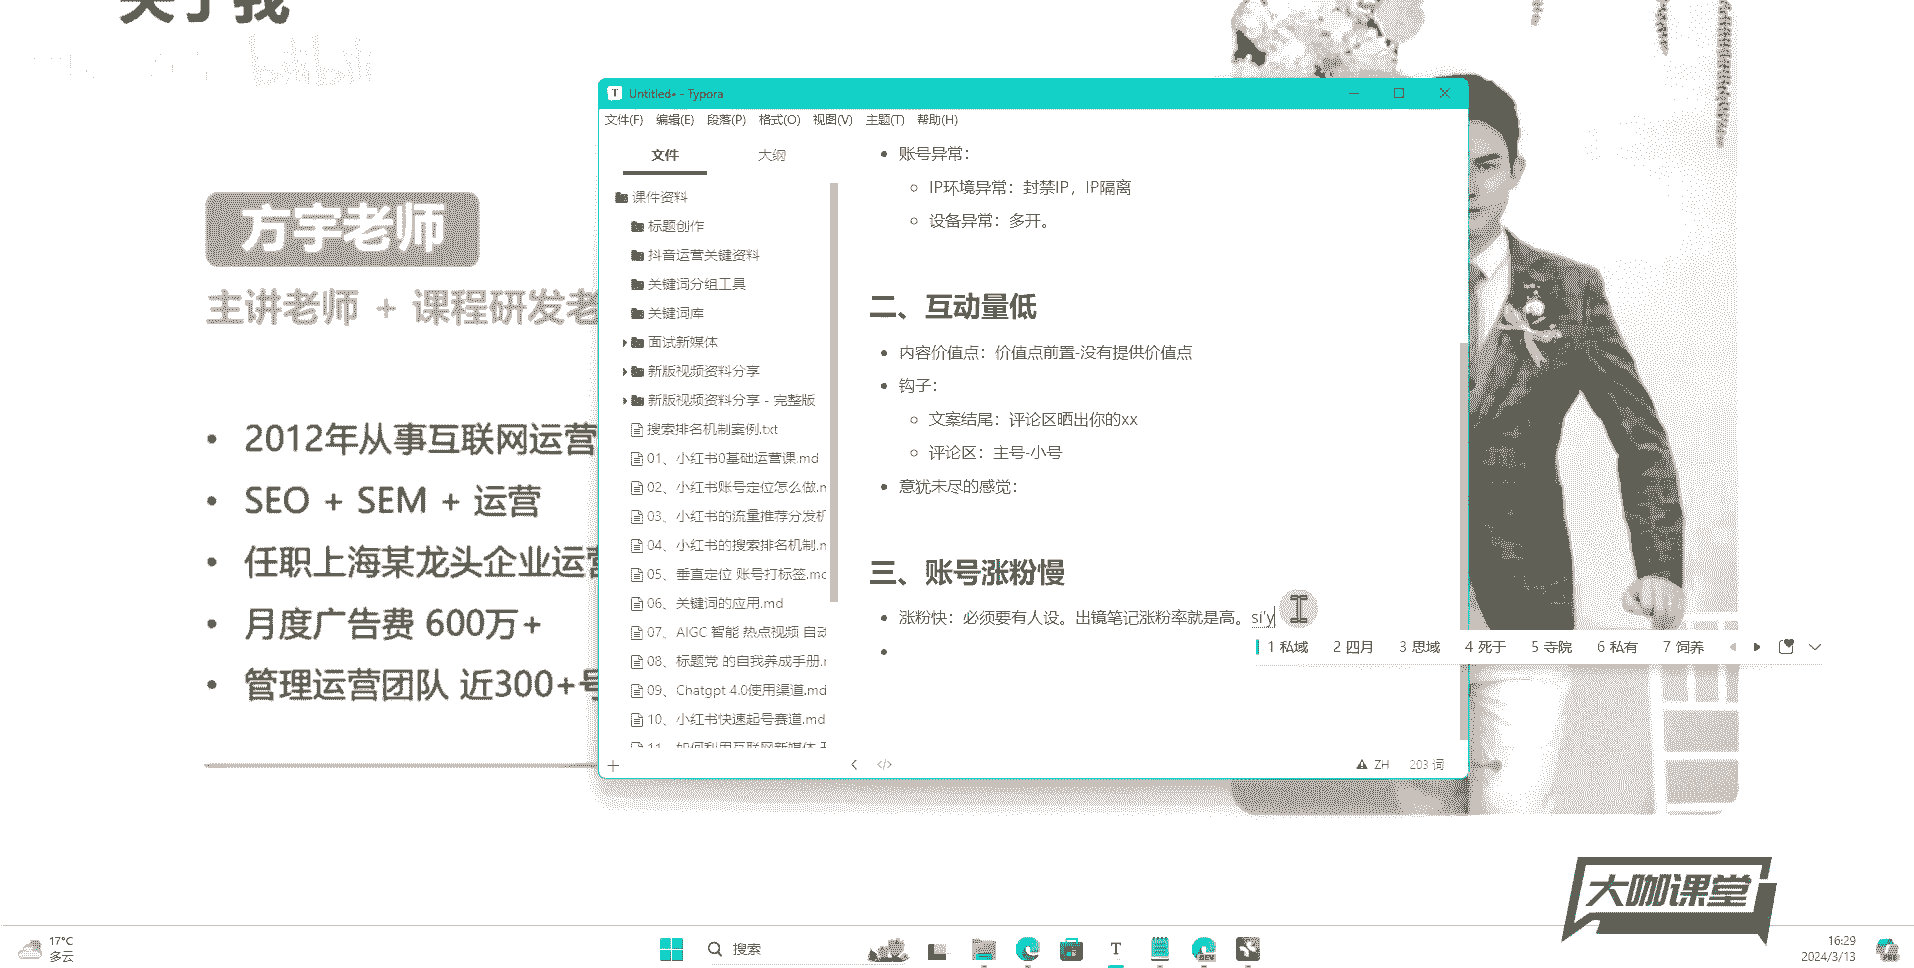 关于我
bilibili
方宇老师
主讲老师 + 课程研发老
2012年从事互联网运营
SEO + SEM + 运营
任职上海某龙头企业运营
月度广告费 600万+
管理运营团队 近300+号
Untitled• - Typora
文件(F) 编辑(E) 段落(P) 格式(O) 视图(V) 主题(T) 帮助(H)
文件 大纲
课件资料
标题创作
抖音运营关键资料
关键词分组工具
关键词库
面试新媒体
新版视频资料分享
新版视频资料分享 - 完整版
搜索排名机制案例.txt
01、小红书0基础运营课.md
02、小红书账号定位怎么做.m
03、小红书的流量推荐分发机
04、小红书的搜索排名机制.m
05、垂直定位 账号打标签.md
06、关键词的应用.md
07、AIGC 智能 热点视频 自动
08、标题党 的自我养成手册.m
09、Chatgpt 4.0使用渠道.md
10、小红书快速起号赛道.md
11、如何利用互联网新媒体
账号异常：
IP环境异常：封禁IP，IP隔离
设备异常：多开。
二、互动量低
内容价值点：价值点前置-没有提供价值点
钩子：
文案结尾：评论区晒出你的xx
评论区：主号-小号
意犹未尽的感觉：
三、账号涨粉慢
涨粉快：必须要有人设。出镜笔记涨粉率就是高。si'y
1 私域 2 四月 3 思域 4 死于 5 寺院 6 私有 7 饲养
ZH 203 词
大咖课堂
17°C
多云
搜索
16:29
2024/3/13